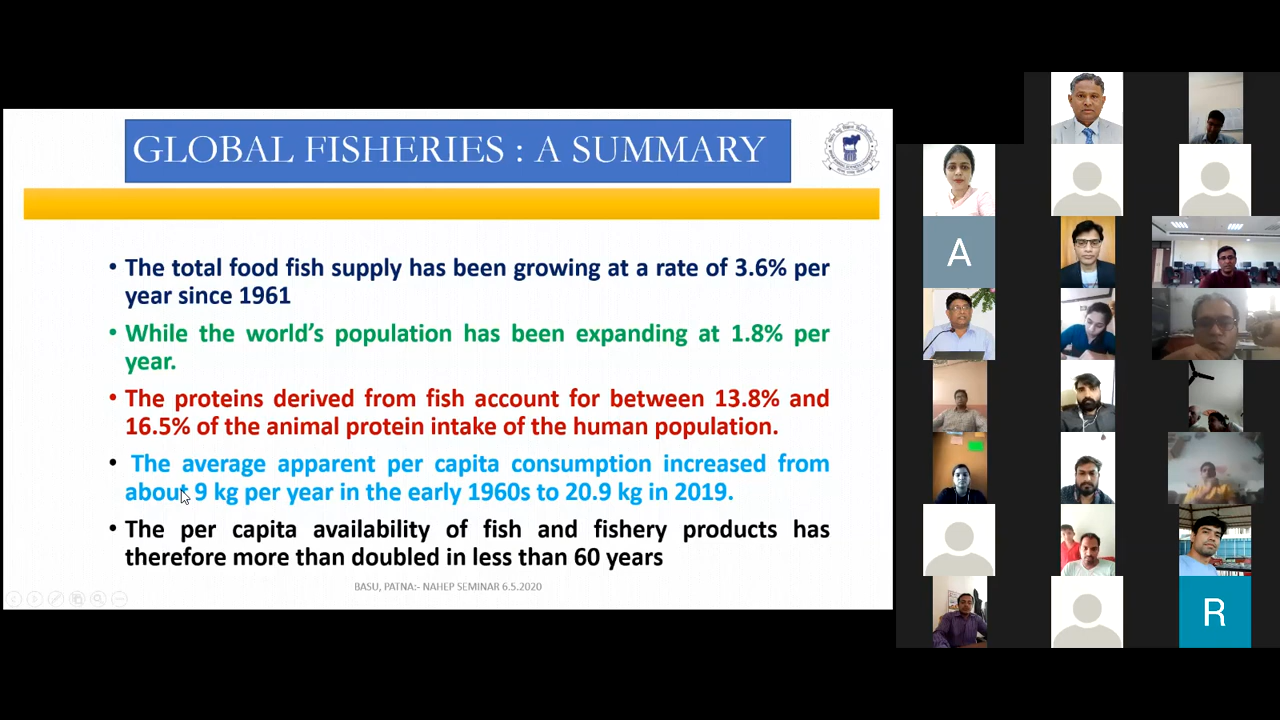 GLOBAL FISHERIES : A SUMMARY
• The total food fish supply has been growing at a rate of 3.6% per
year since 1961
• While the world's population has been expanding at 1.8% per
year.
• The proteins derived from fish account for between 13.8% and
16.5% of the animal protein intake of the human population.
• The average apparent per capita consumption increased from
about 9 kg per year in the early 1960s to 20.9 kg in 2019.
• The per capita availability of fish and fishery products has
therefore more than doubled in less than 60 years
BASU, PATNA:- NAHEP SEMINAR 6.5.2020
A
R